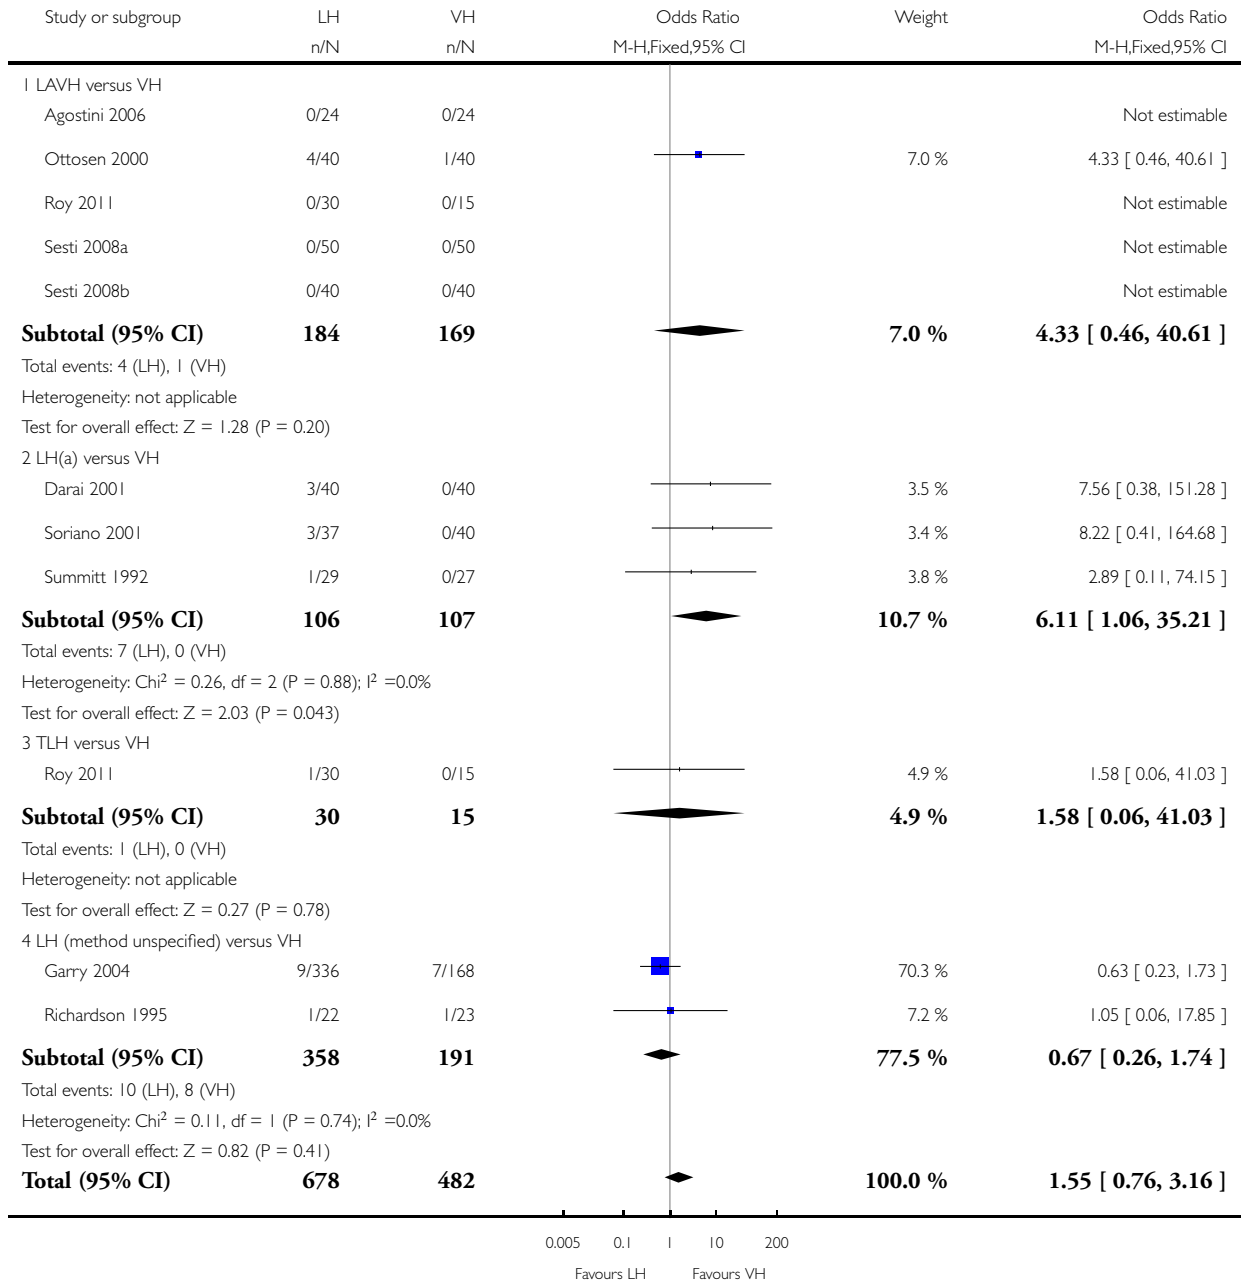 Study or subgroup LH VH Odds Ratio Weight Odds Ratio
n/N n/N M-H,Fixed,95% CI M-H,Fixed,95% CI
1 LAVH versus VH
Agostini 2006 0/24 0/24 Not estimable
Ottosen 2000 4/40 1/40 7.0 % 4.33 [ 0.46, 40.61 ]
Roy 2011 0/30 0/15 Not estimable
Sesti 2008a 0/50 0/50 Not estimable
Sesti 2008b 0/40 0/40 Not estimable
Subtotal (95% CI) 184 169 7.0 % 4.33 [ 0.46, 40.61 ]
Total events: 4 (LH), 1 (VH)
Heterogeneity: not applicable
Test for overall effect: Z = 1.28 (P = 0.20)
2 LH(a) versus VH
Darai 2001 3/40 0/40 3.5 % 7.56 [ 0.38, 151.28 ]
Soriano 2001 3/37 0/40 3.4 % 8.22 [ 0.41, 164.68 ]
Summitt 1992 1/29 0/27 3.8 % 2.89 [ 0.11, 74.15 ]
Subtotal (95% CI) 106 107 10.7 % 6.11 [ 1.06, 35.21 ]
Total events: 7 (LH), 0 (VH)
Heterogeneity: Chi² = 0.26, df = 2 (P = 0.88); I² =0.0%
Test for overall effect: Z = 2.03 (P = 0.043)
3 TLH versus VH
Roy 2011 1/30 0/15 4.9 % 1.58 [ 0.06, 41.03 ]
Subtotal (95% CI) 30 15 4.9 % 1.58 [ 0.06, 41.03 ]
Total events: 1 (LH), 0 (VH)
Heterogeneity: not applicable
Test for overall effect: Z = 0.27 (P = 0.78)
4 LH (method unspecified) versus VH
Garry 2004 9/336 7/168 70.3 % 0.63 [ 0.23, 1.73 ]
Richardson 1995 1/22 1/23 7.2 % 1.05 [ 0.06, 17.85 ]
Subtotal (95% CI) 358 191 77.5 % 0.67 [ 0.26, 1.74 ]
Total events: 10 (LH), 8 (VH)
Heterogeneity: Chi² = 0.11, df = 1 (P = 0.74); I² =0.0%
Test for overall effect: Z = 0.82 (P = 0.41)
Total (95% CI) 678 482 100.0 % 1.55 [ 0.76, 3.16 ]
0.005 0.1 1 10 200
Favours LH Favours VH